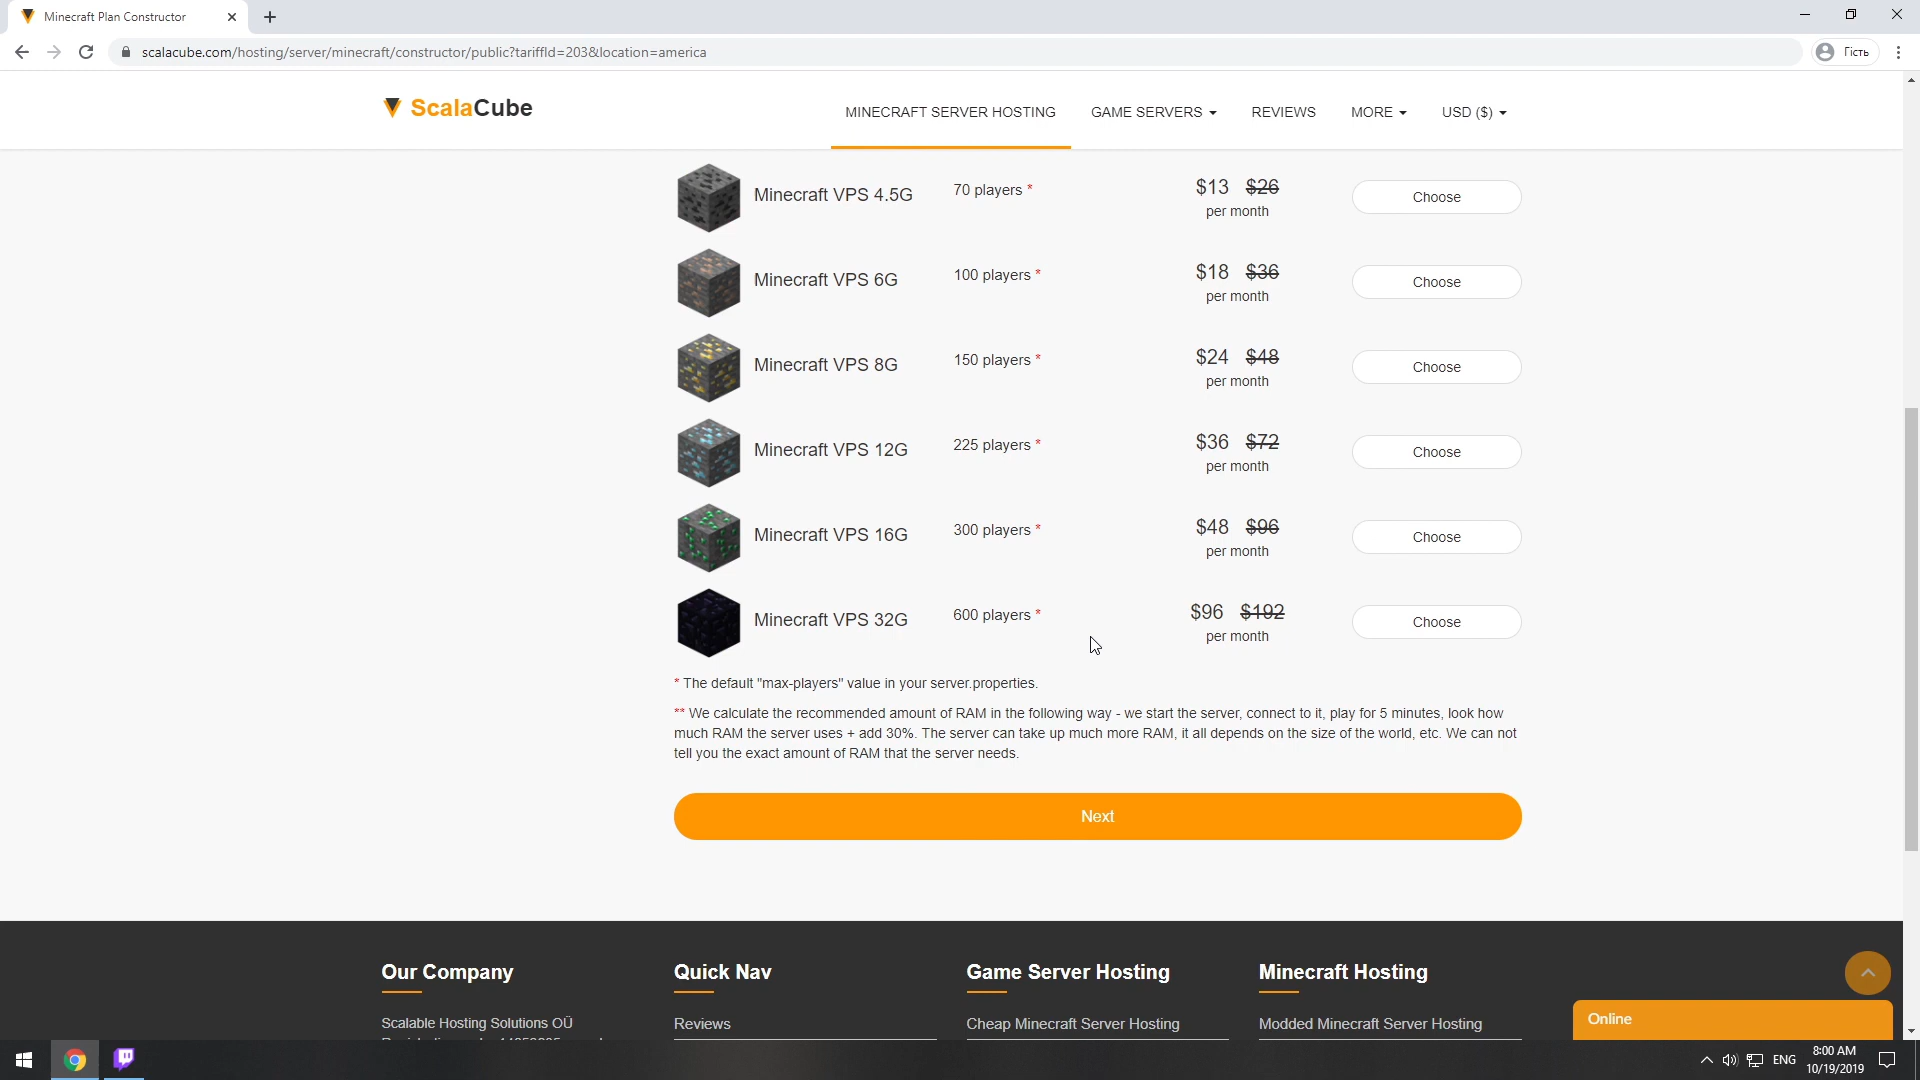 Minecraft Plan Constructor
scalacube.com/hosting/server/minecraft/constructor/public?tariffId=203&location=america
Гість
ScalaCube
MINECRAFT SERVER HOSTING
GAME SERVERS
REVIEWS
MORE
USD ($)
Minecraft VPS 4.5G 70 players * $13 $26 per month Choose
Minecraft VPS 6G 100 players * $18 $36 per month Choose
Minecraft VPS 8G 150 players * $24 $48 per month Choose
Minecraft VPS 12G 225 players * $36 $72 per month Choose
Minecraft VPS 16G 300 players * $48 $96 per month Choose
Minecraft VPS 32G 600 players * $96 $192 per month Choose
* The default "max-players" value in your server.properties.
** We calculate the recommended amount of RAM in the following way - we start the server, connect to it, play for 5 minutes, look how
much RAM the server uses + add 30%. The server can take up much more RAM, it all depends on the size of the world, etc. We can not
tell you the exact amount of RAM that the server needs.
Next
Our Company
Quick Nav
Game Server Hosting
Minecraft Hosting
Scalable Hosting Solutions OÜ
Reviews
Cheap Minecraft Server Hosting
Modded Minecraft Server Hosting
Online
ENG
8:00 AM
10/19/2019